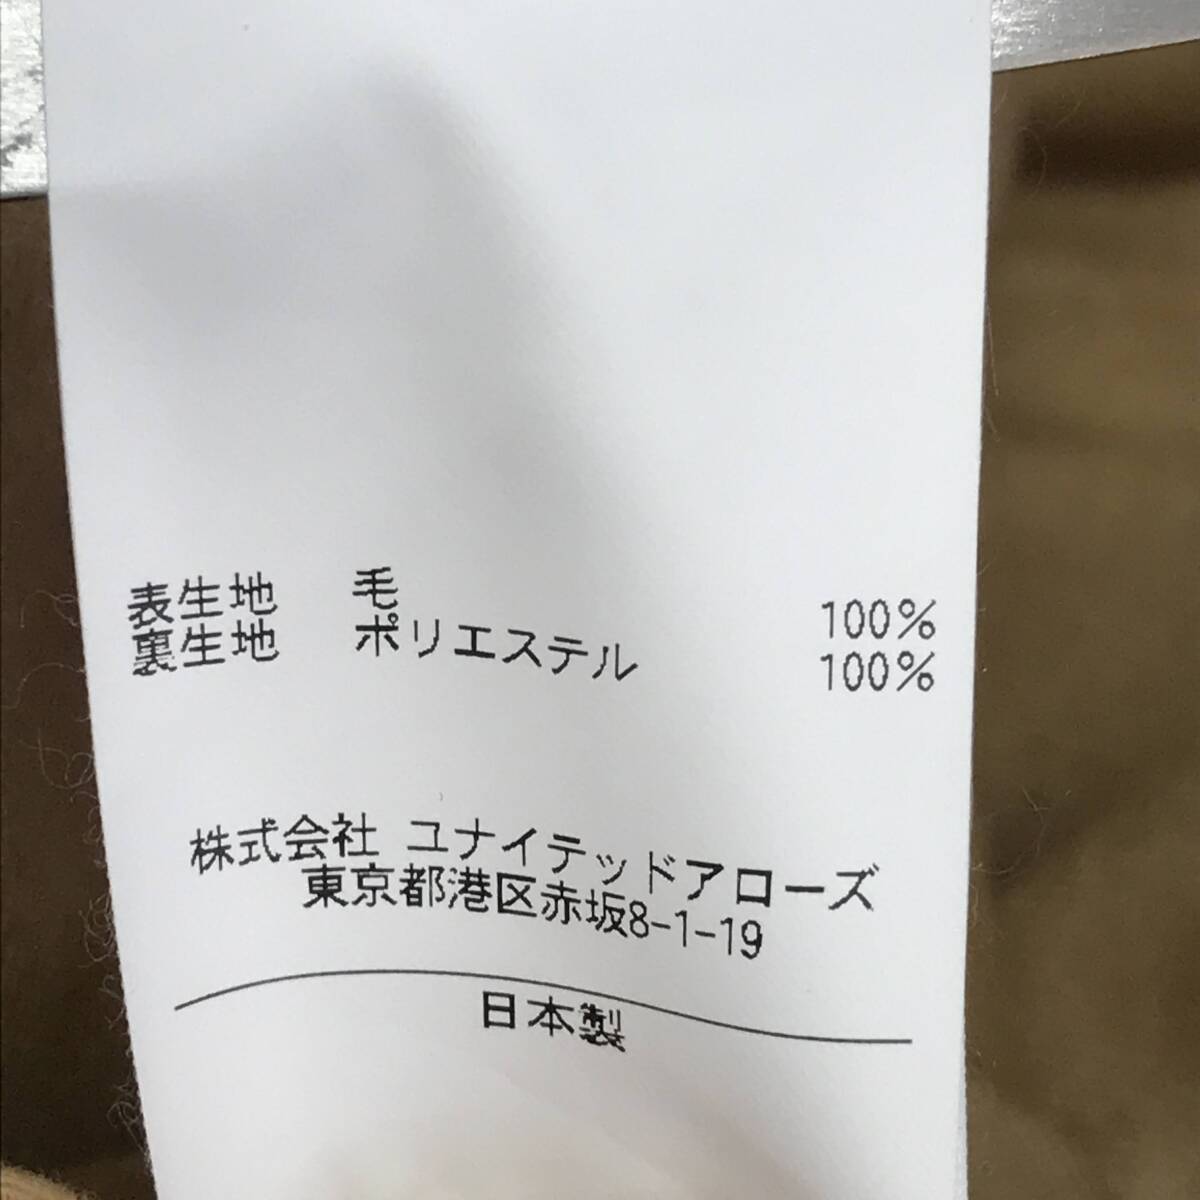 表生地 毛 100%
裏生地 ポリエステル 100%
株式会社 ユナイテッドアローズ
東京都港区赤坂8-1-19
日本製